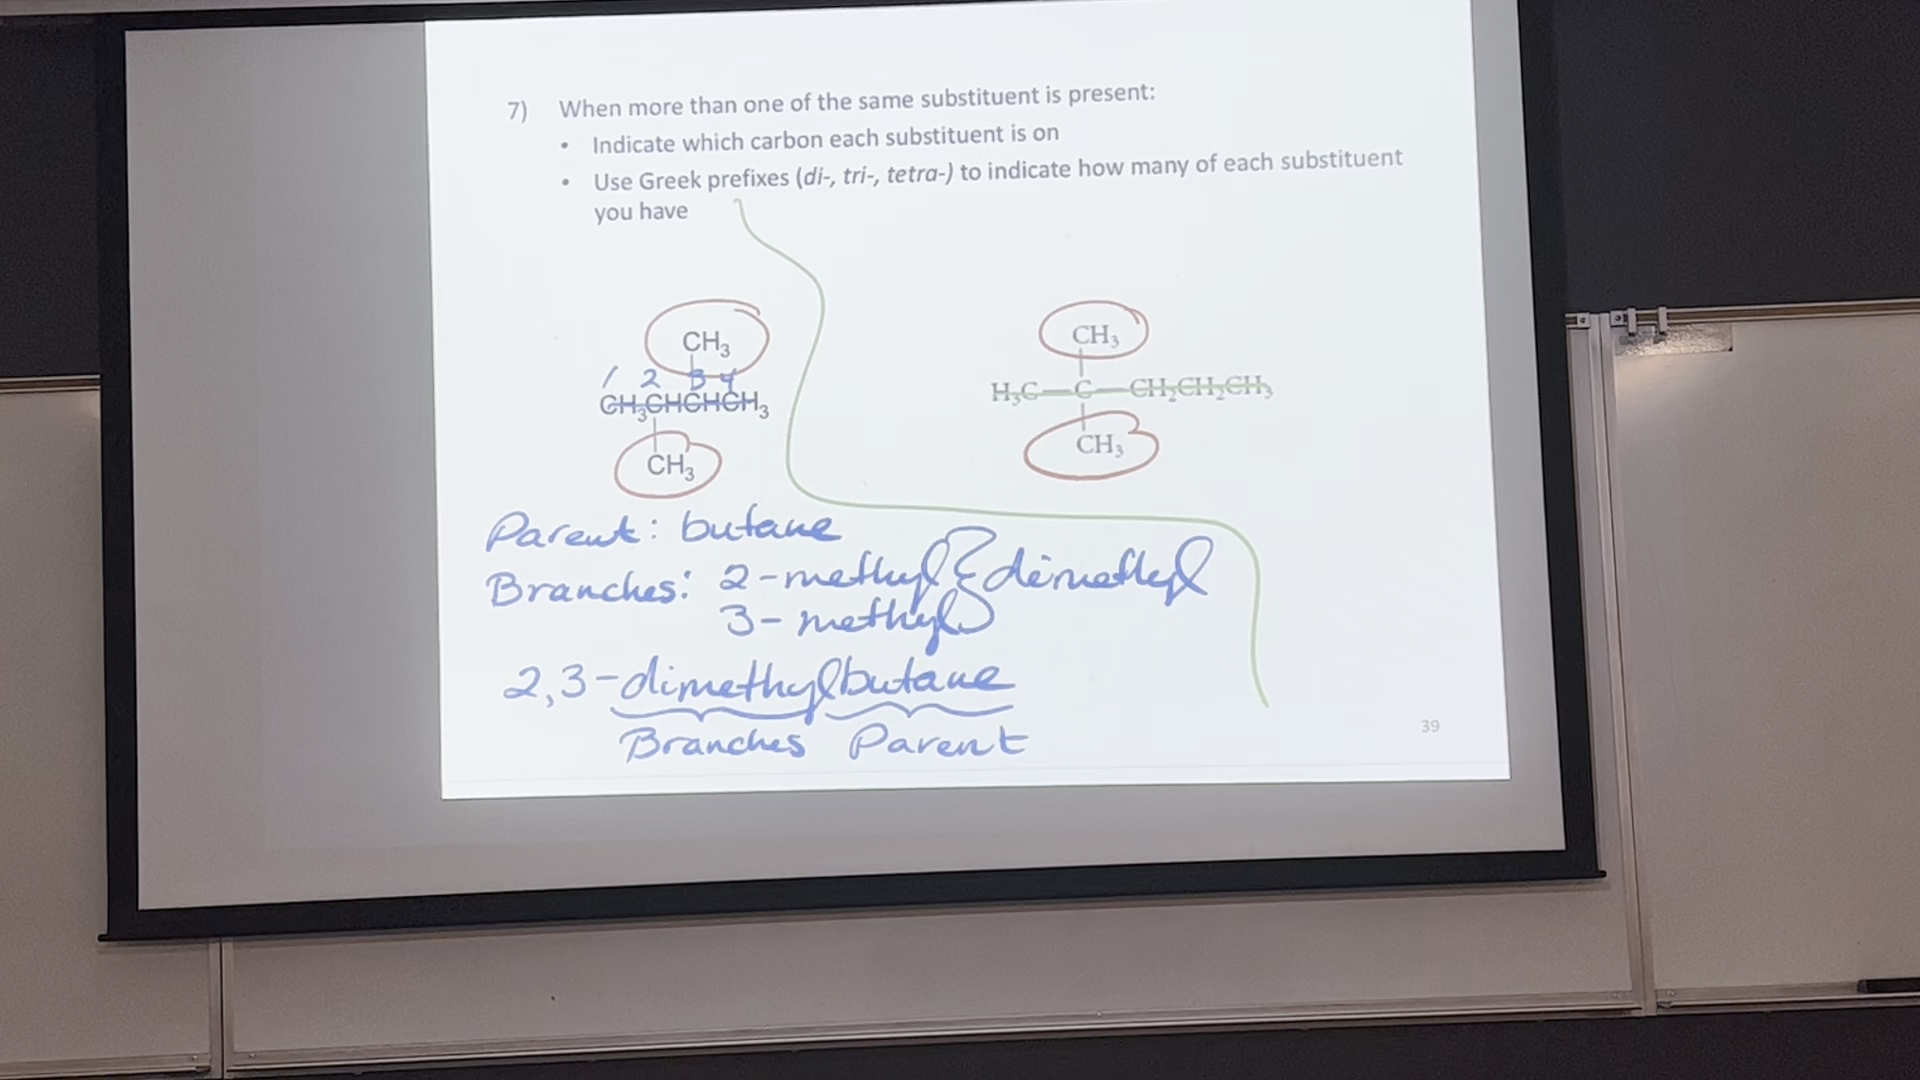 7) When more than one of the same substituent is present:
• Indicate which carbon each substituent is on
• Use Greek prefixes (di-, tri-, tetra-) to indicate how many of each substituent
you have
CH₃
1 2 3 4
CH₃CHCHCH₃
CH₃
CH₃
H₃C—C—CH₂CH₂CH₃
CH₃
Parent: butane
Branches: 2-methyl } dimethyl
3-methyl
2,3-dimethylbutane
Branches Parent
39